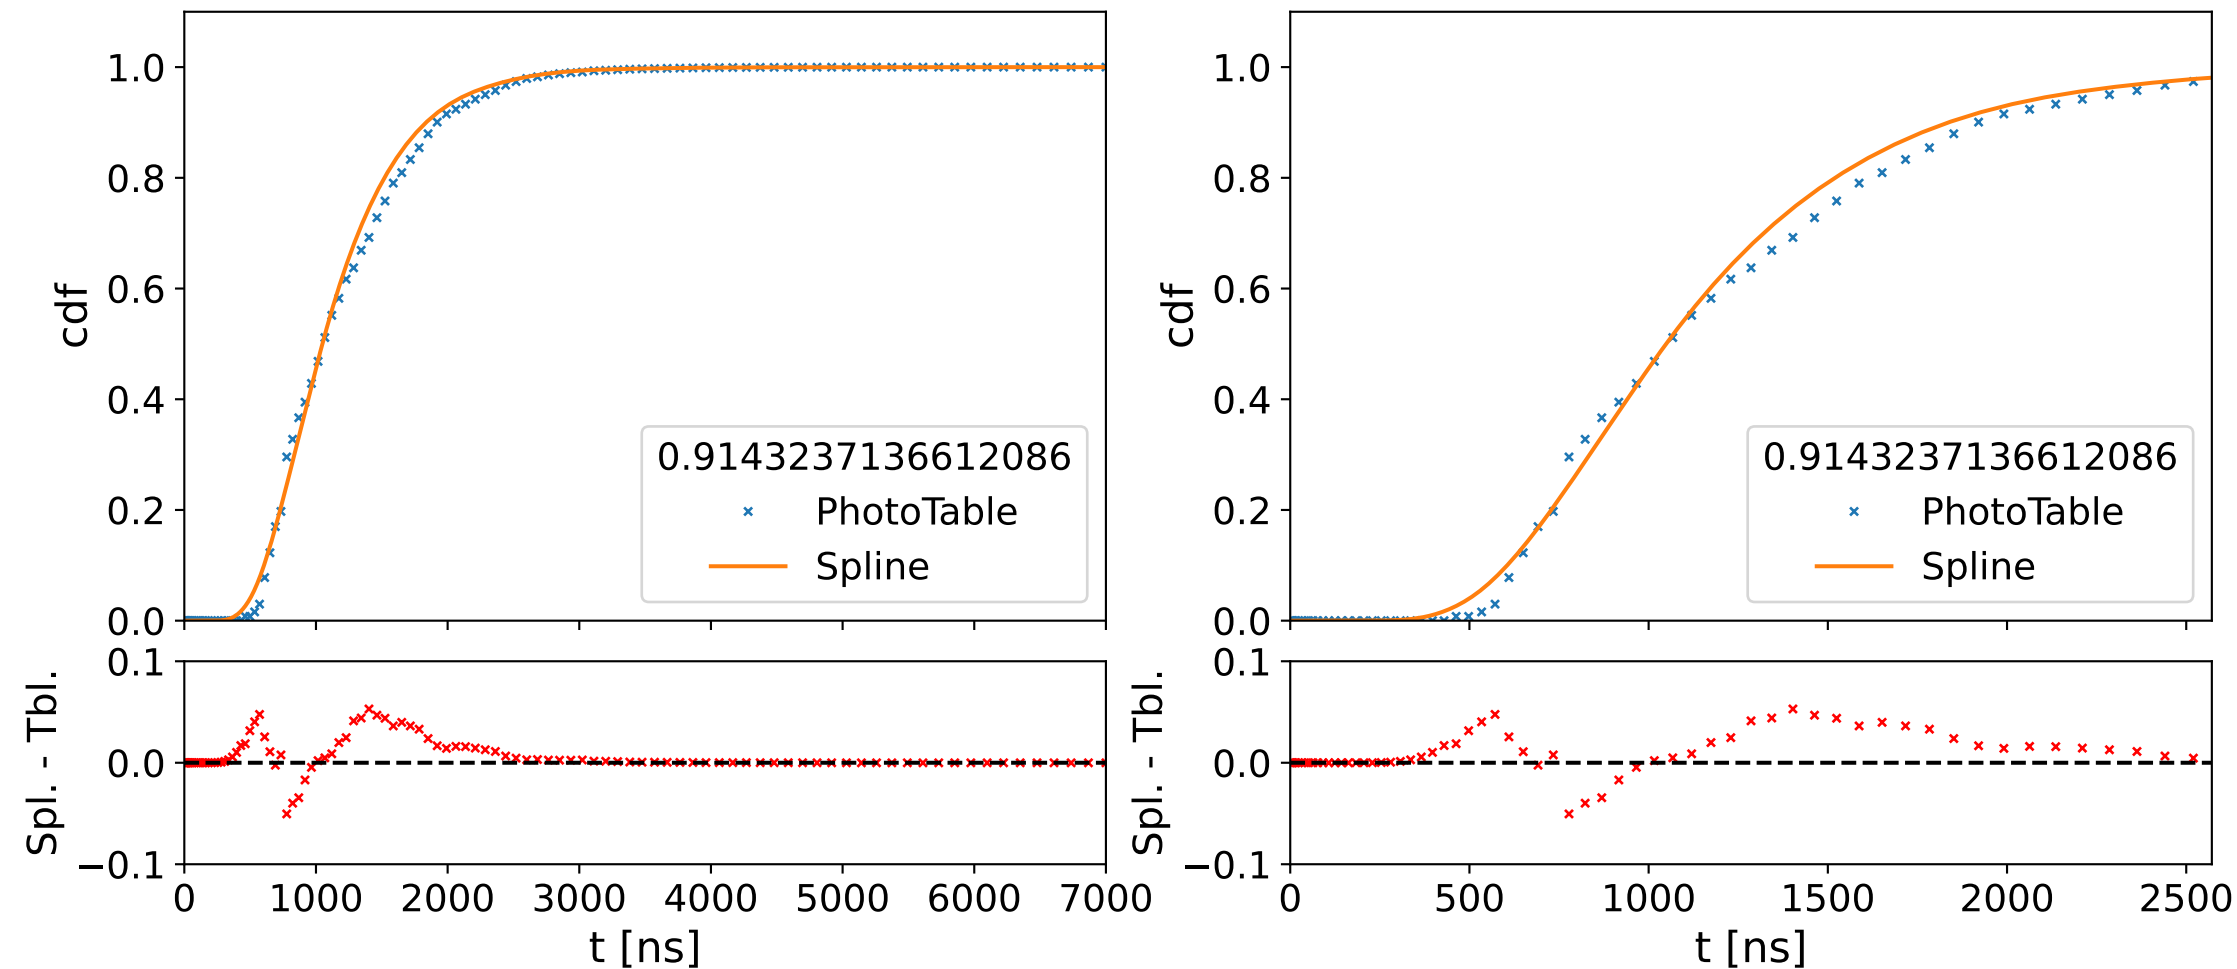 cdf
1.0
0.8
0.6
0.4
0.2
0.0
0.9143237136612086
PhotoTable
Spline
Spl. - Tbl.
0.1
0.0
−0.1
0 1000 2000 3000 4000 5000 6000 7000
t [ns]
cdf
1.0
0.8
0.6
0.4
0.2
0.0
0.9143237136612086
PhotoTable
Spline
Spl. - Tbl.
0.1
0.0
−0.1
0 500 1000 1500 2000 2500
t [ns]